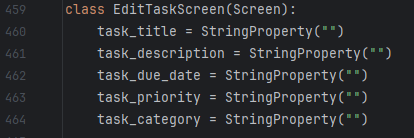 459 class EditTaskScreen(Screen):
460     task_title = StringProperty("")
461     task_description = StringProperty("")
462     task_due_date = StringProperty("")
463     task_priority = StringProperty("")
464     task_category = StringProperty("")